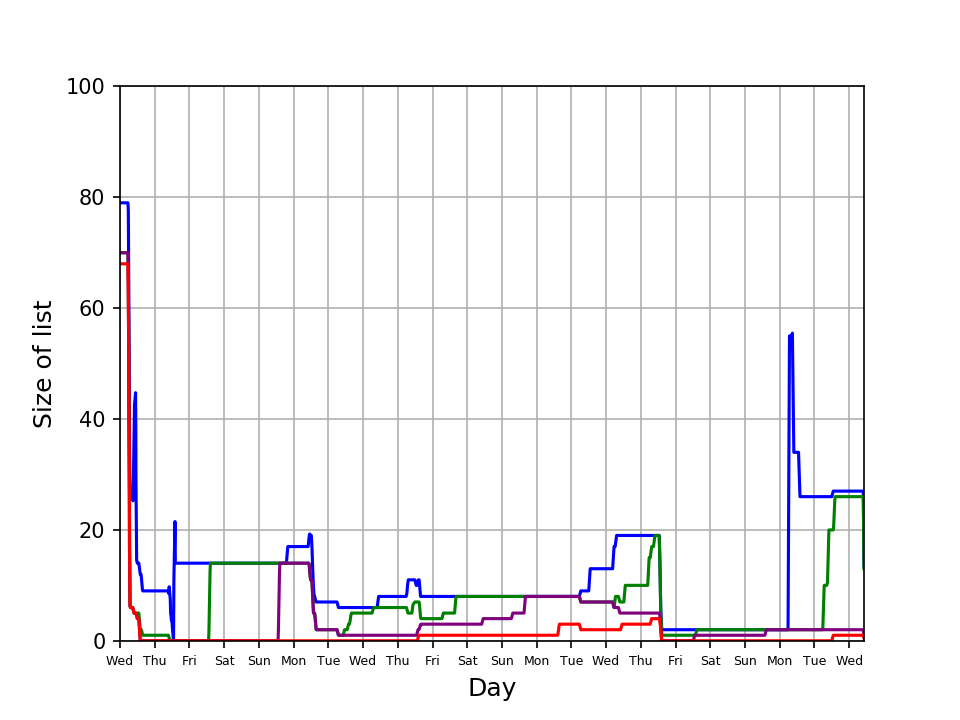 100
80
60
40
20
0
Size of list
Wed Thu Fri Sat Sun Mon Tue Wed Thu Fri Sat Sun Mon Tue Wed Thu Fri Sat Sun Mon Tue Wed
Day